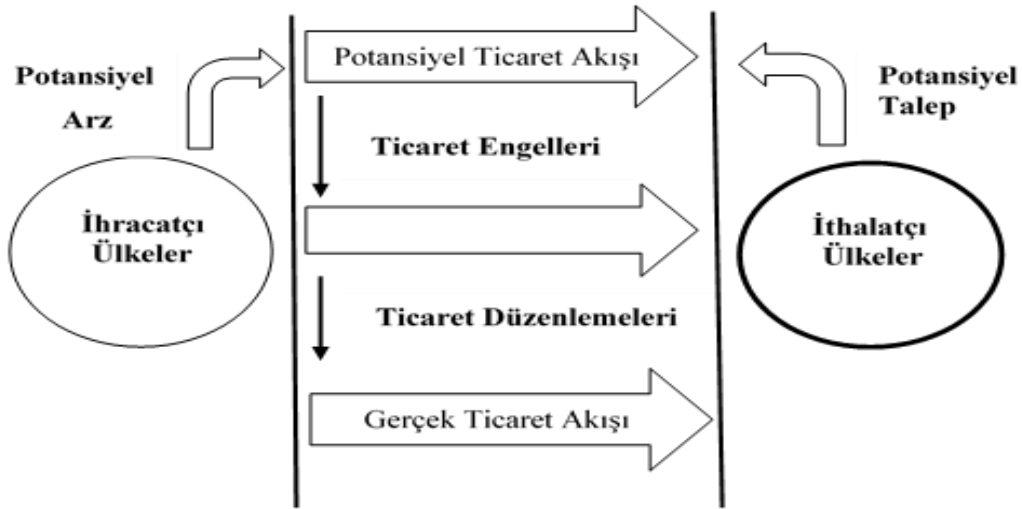 Potansiyel
Arz
Potansiyel Ticaret Akışı
Potansiyel
Talep
Ticaret Engelleri
İhracatçı
Ülkeler
İthalatçı
Ülkeler
Ticaret Düzenlemeleri
Gerçek Ticaret Akışı